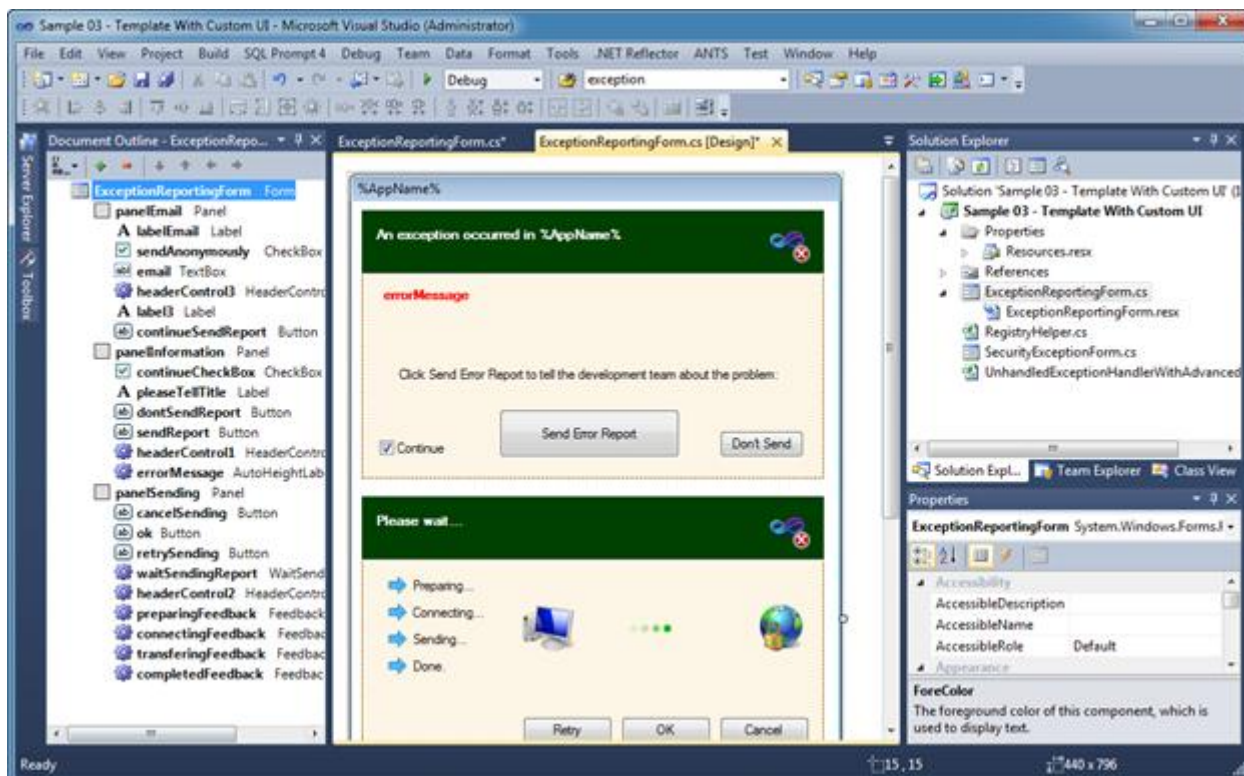 Sample 03 - Template With Custom UI - Microsoft Visual Studio (Administrator)
File Edit View Project Build SQL Prompt 4 Debug Team Data Format Tools .NET Reflector ANTS Test Window Help
Debug exception
Server Explorer
Toolbox
Document Outline - ExceptionRepo...
ExceptionReportingForm Form
panelEmail Panel
labelEmail Label
sendAnonymously CheckBox
email TextBox
headerControl3 HeaderContro
label3 Label
continueSendReport Button
panelInformation Panel
continueCheckBox CheckBox
pleaseTellTitle Label
dontSendReport Button
sendReport Button
headerControl1 HeaderContro
errorMessage AutoHeightLab
panelSending Panel
cancelSending Button
ok Button
retrySending Button
waitSendingReport WaitSend
headerControl2 HeaderContro
preparingFeedback Feedback
connectingFeedback Feedbac
transferingFeedback Feedbac
completedFeedback Feedbac
ExceptionReportingForm.cs* ExceptionReportingForm.cs [Design]*
%AppName%
An exception occurred in %AppName%
errorMessage
Click Send Error Report to tell the development team about the problem:
Continue Send Error Report Don't Send
Please wait....
Preparing...
Connecting...
Sending...
Done.
Retry OK Cancel
Solution Explorer
Solution 'Sample 03 - Template With Custom UI' (1
Sample 03 - Template With Custom UI
Properties
Resources.resx
References
ExceptionReportingForm.cs
ExceptionReportingForm.resx
RegistryHelper.cs
SecurityExceptionForm.cs
UnhandledExceptionHandlerWithAdvanced
Solution Expl... Team Explorer Class View
Properties
ExceptionReportingForm System.Windows.Forms.F
Accessibility
AccessibleDescription
AccessibleName
AccessibleRole Default
Appearance
ForeColor
The foreground color of this component, which is
used to display text.
Ready 15 , 15 440 x 796